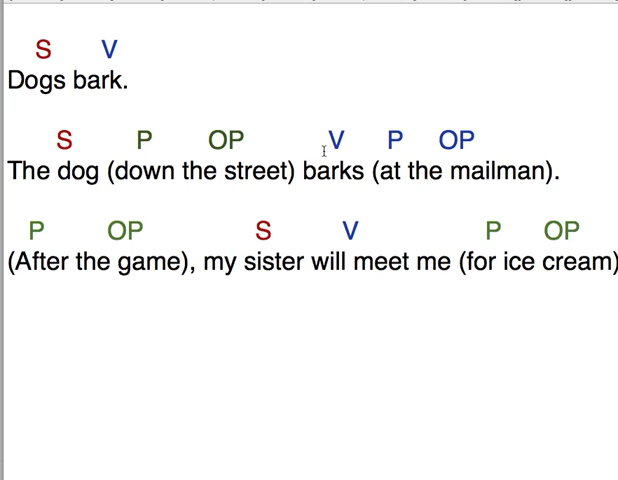 S V
Dogs bark.
S P OP V P OP
The dog (down the street) barks (at the mailman).
P OP S V P OP
(After the game), my sister will meet me (for ice cream)